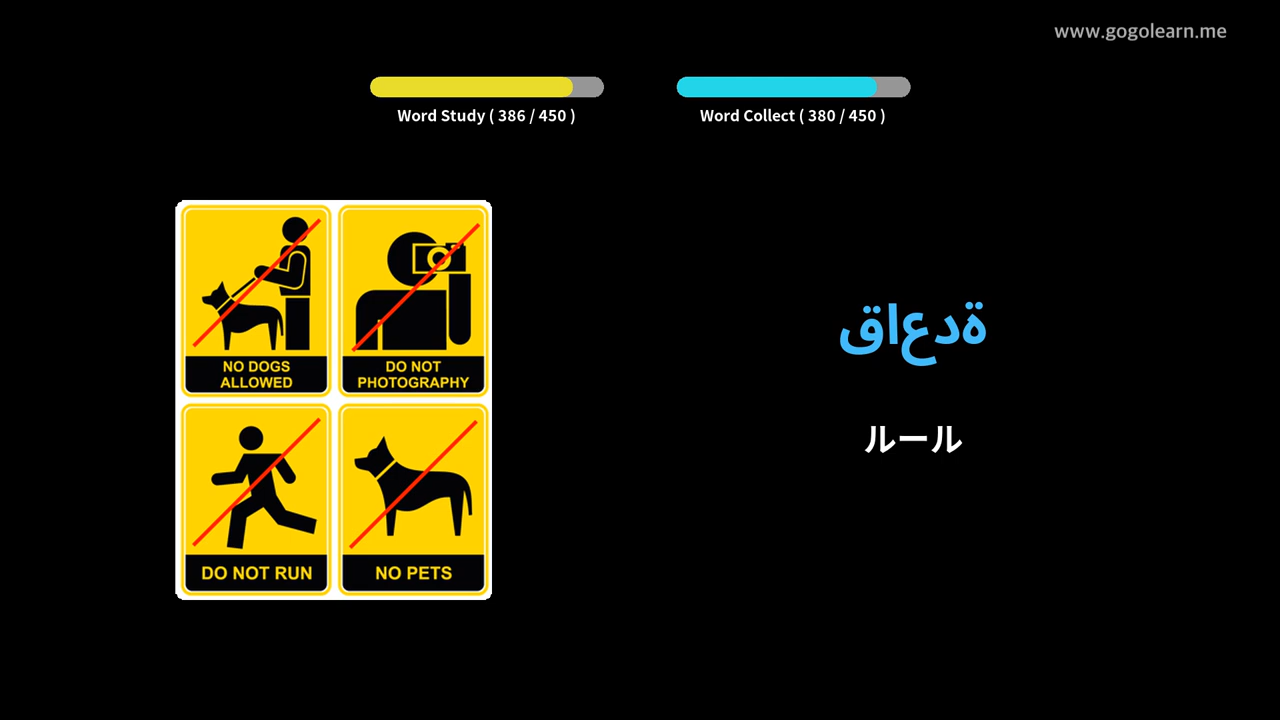 www.gogolearn.me
Word Study ( 386 / 450 )
Word Collect ( 380 / 450 )
NO DOGS
ALLOWED
DO NOT
PHOTOGRAPHY
DO NOT RUN
NO PETS
قاعدة
ルール